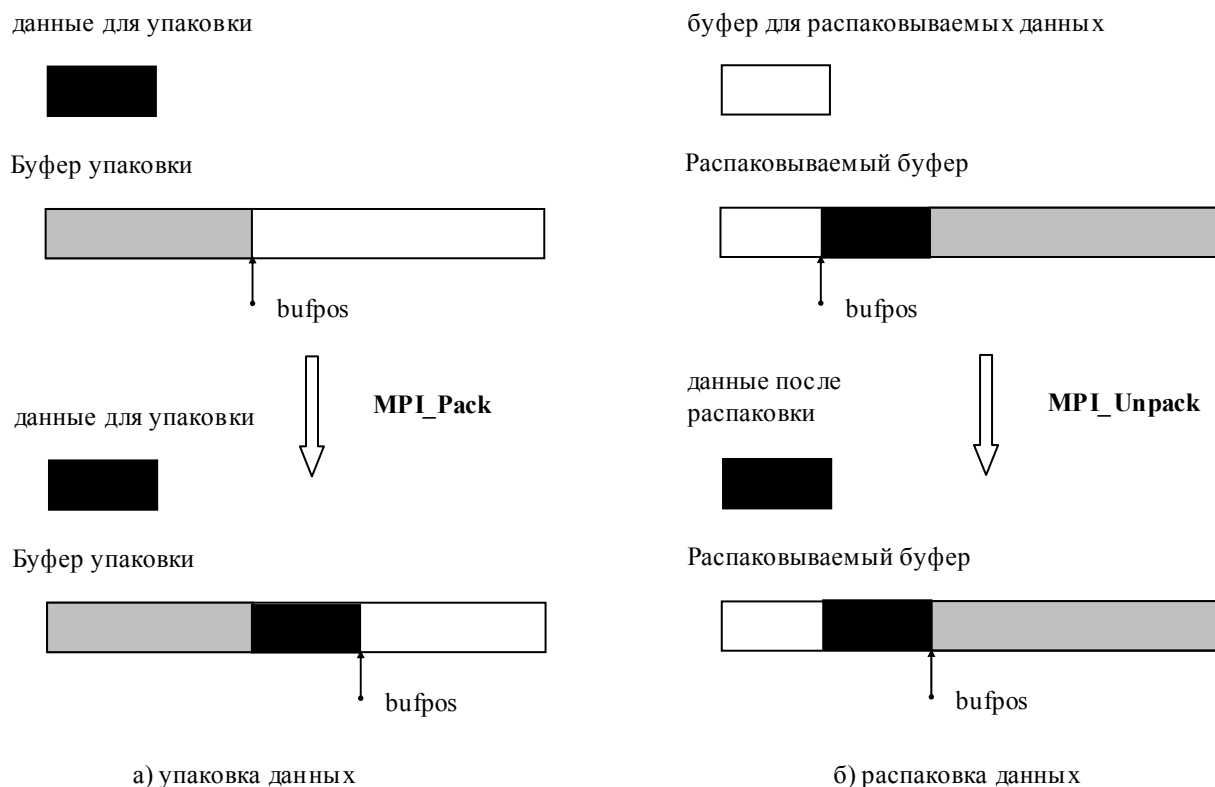 данные для упаковки
Буфер упаковки
bufpos
MPI_Pack
данные для упаковки
Буфер упаковки
bufpos
а) упаковка данных
буфер для распаковываемых данных
Распаковываемый буфер
bufpos
данные после
распаковки
MPI_Unpack
Распаковываемый буфер
bufpos
б) распаковка данных